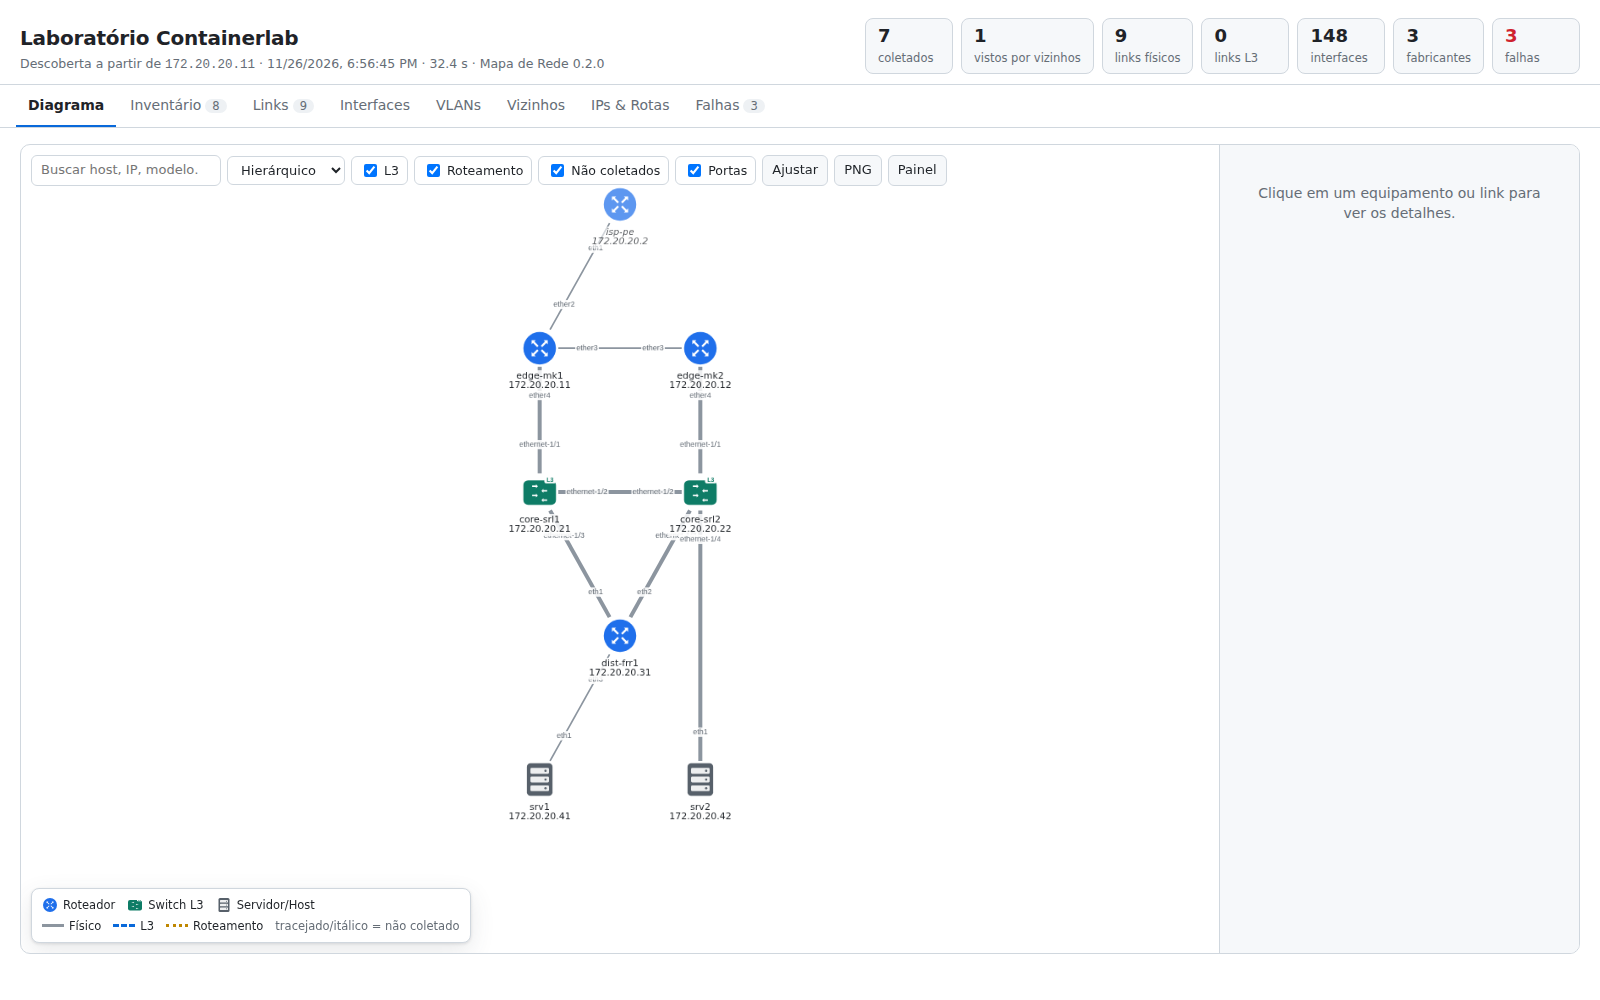 Laboratório Containerlab
Descoberta a partir de 172.20.20.11 · 11/26/2026, 6:56:45 PM · 32.4 s · Mapa de Rede 0.2.0
7
coletados
1
vistos por vizinhos
9
links físicos
0
links L3
148
interfaces
3
fabricantes
3
falhas
Diagrama
Inventário 8
Links 9
Interfaces
VLANs
Vizinhos
IPs & Rotas
Falhas 3
Buscar host, IP, modelo.
Hierárquico
L3
Roteamento
Não coletados
Portas
Ajustar
PNG
Painel
Clique em um equipamento ou link para
ver os detalhes.
isp-pe
172.20.20.2
ether2
ether3
ether3
edge-mk1
172.20.20.11
edge-mk2
172.20.20.12
ether4
ether4
ethernet-1/1
ethernet-1/1
L3
L3
ethernet-1/2
ethernet-1/2
core-srl1
172.20.20.21
core-srl2
172.20.20.22
ethernet-1/4
eth1
eth2
dist-frr1
172.20.20.31
eth1
eth1
srv1
172.20.20.41
srv2
172.20.20.42
Roteador
Switch L3
Servidor/Host
Físico
L3
Roteamento
tracejado/itálico = não coletado